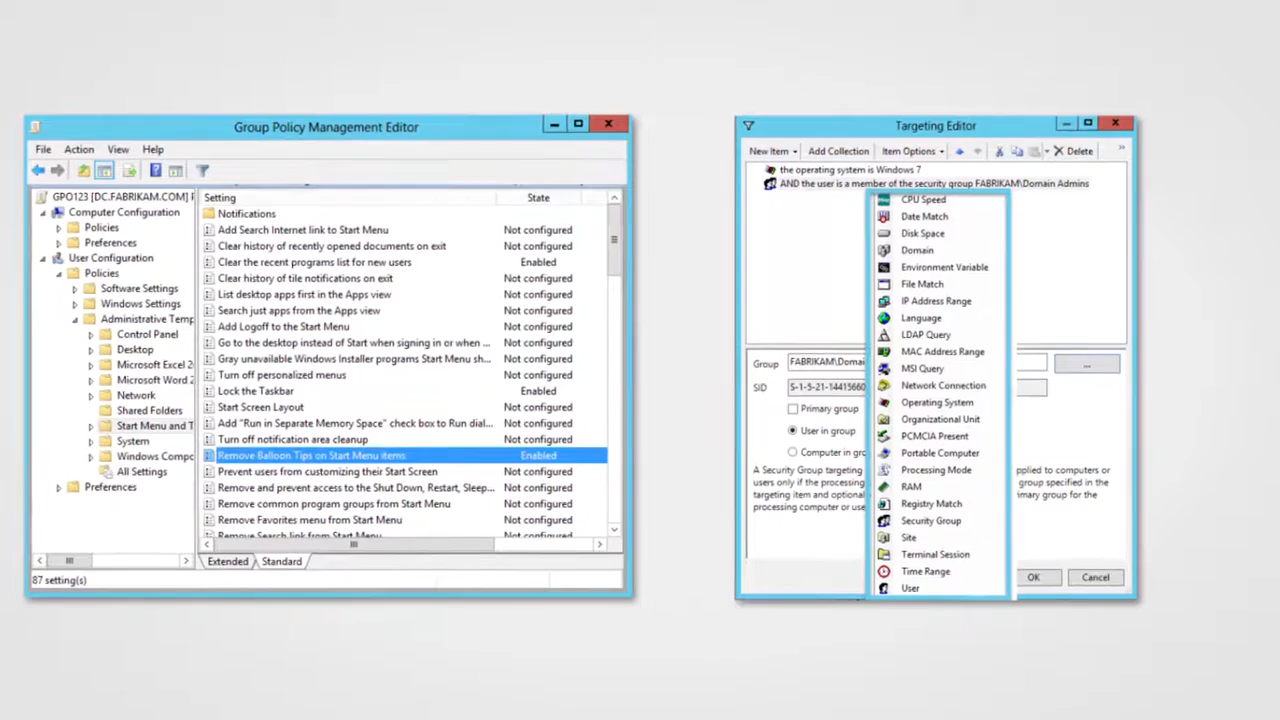 Group Policy Management Editor
File Action View Help
GPO123 [DC.FABRIKAM.COM]
Computer Configuration
Policies
Preferences
User Configuration
Policies
Software Settings
Windows Settings
Administrative Temp
Control Panel
Desktop
Microsoft Excel 20
Microsoft Word 2
Network
Shared Folders
Start Menu and T
System
Windows Compo
All Settings
Preferences
Setting State
Notifications
Add Search Internet link to Start Menu Not configured
Clear history of recently opened documents on exit Not configured
Clear the recent programs list for new users Enabled
Clear history of tile notifications on exit Not configured
List desktop apps first in the Apps view Not configured
Search just apps from the Apps view Not configured
Add Logoff to the Start Menu Not configured
Go to the desktop instead of Start when signing in or when ... Not configured
Gray unavailable Windows Installer programs Start Menu sh... Not configured
Turn off personalized menus Not configured
Lock the Taskbar Enabled
Start Screen Layout Not configured
Add "Run in Separate Memory Space" check box to Run dial... Not configured
Turn off notification area cleanup Not configured
Remove Balloon Tips on Start Menu items Enabled
Prevent users from customizing their Start Screen Not configured
Remove and prevent access to the Shut Down, Restart, Sleep... Not configured
Remove common program groups from Start Menu Not configured
Remove Favorites menu from Start Menu Not configured
Remove Search link from Start Menu Not configured
Extended Standard
87 setting(s)
Targeting Editor
New Item Add Collection Item Options Delete
the operating system is Windows 7
AND the user is a member of the security group FABRIKAM\Domain Admins
CPU Speed
Date Match
Disk Space
Domain
Environment Variable
File Match
IP Address Range
Language
LDAP Query
MAC Address Range
MSI Query
Network Connection
Operating System
Organizational Unit
PCMCIA Present
Portable Computer
Processing Mode
RAM
Registry Match
Security Group
Site
Terminal Session
Time Range
User
Group FABRIKAM\Domai ...
SID S-1-5-21-14415660
Primary group
User in group
Computer in gro
A Security Group targeting applied to computers or
users only if the processing group specified in the
targeting item and optional rimary group for the
processing computer or use
OK Cancel